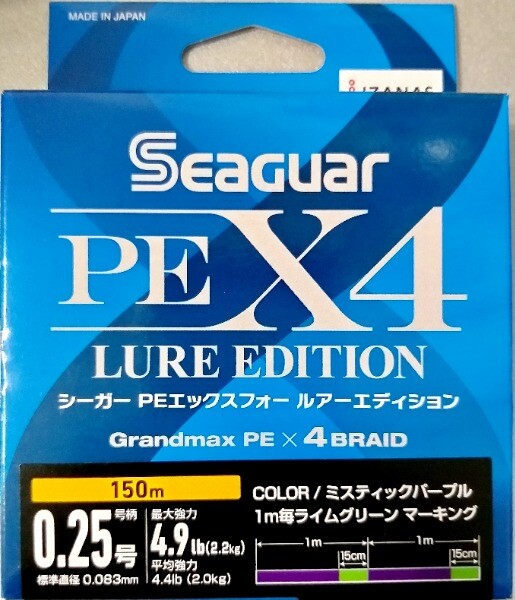 MADE IN JAPAN
IZANAS
SEAGUAR
PE X4
LURE EDITION
シーガー PEエックスフォー ルアーエディション
Grandmax PE × 4 BRAID
150m
0.25号
号柄
標準直径 0.083mm
最大強力
4.9lb(2.2kg)
平均強力
4.4lb (2.0kg)
COLOR / ミスティックパープル
1m毎ライムグリーン マーキング
1m 1m
15cm 15cm